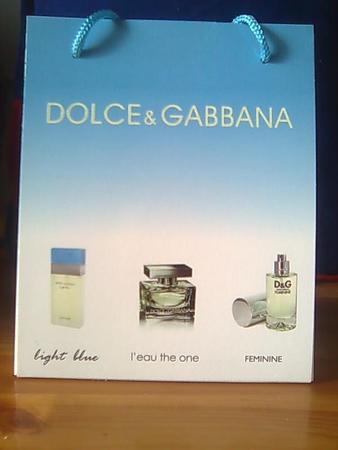 DOLCE & GABBANA
D&G
light blue
l'eau the one
FEMININE